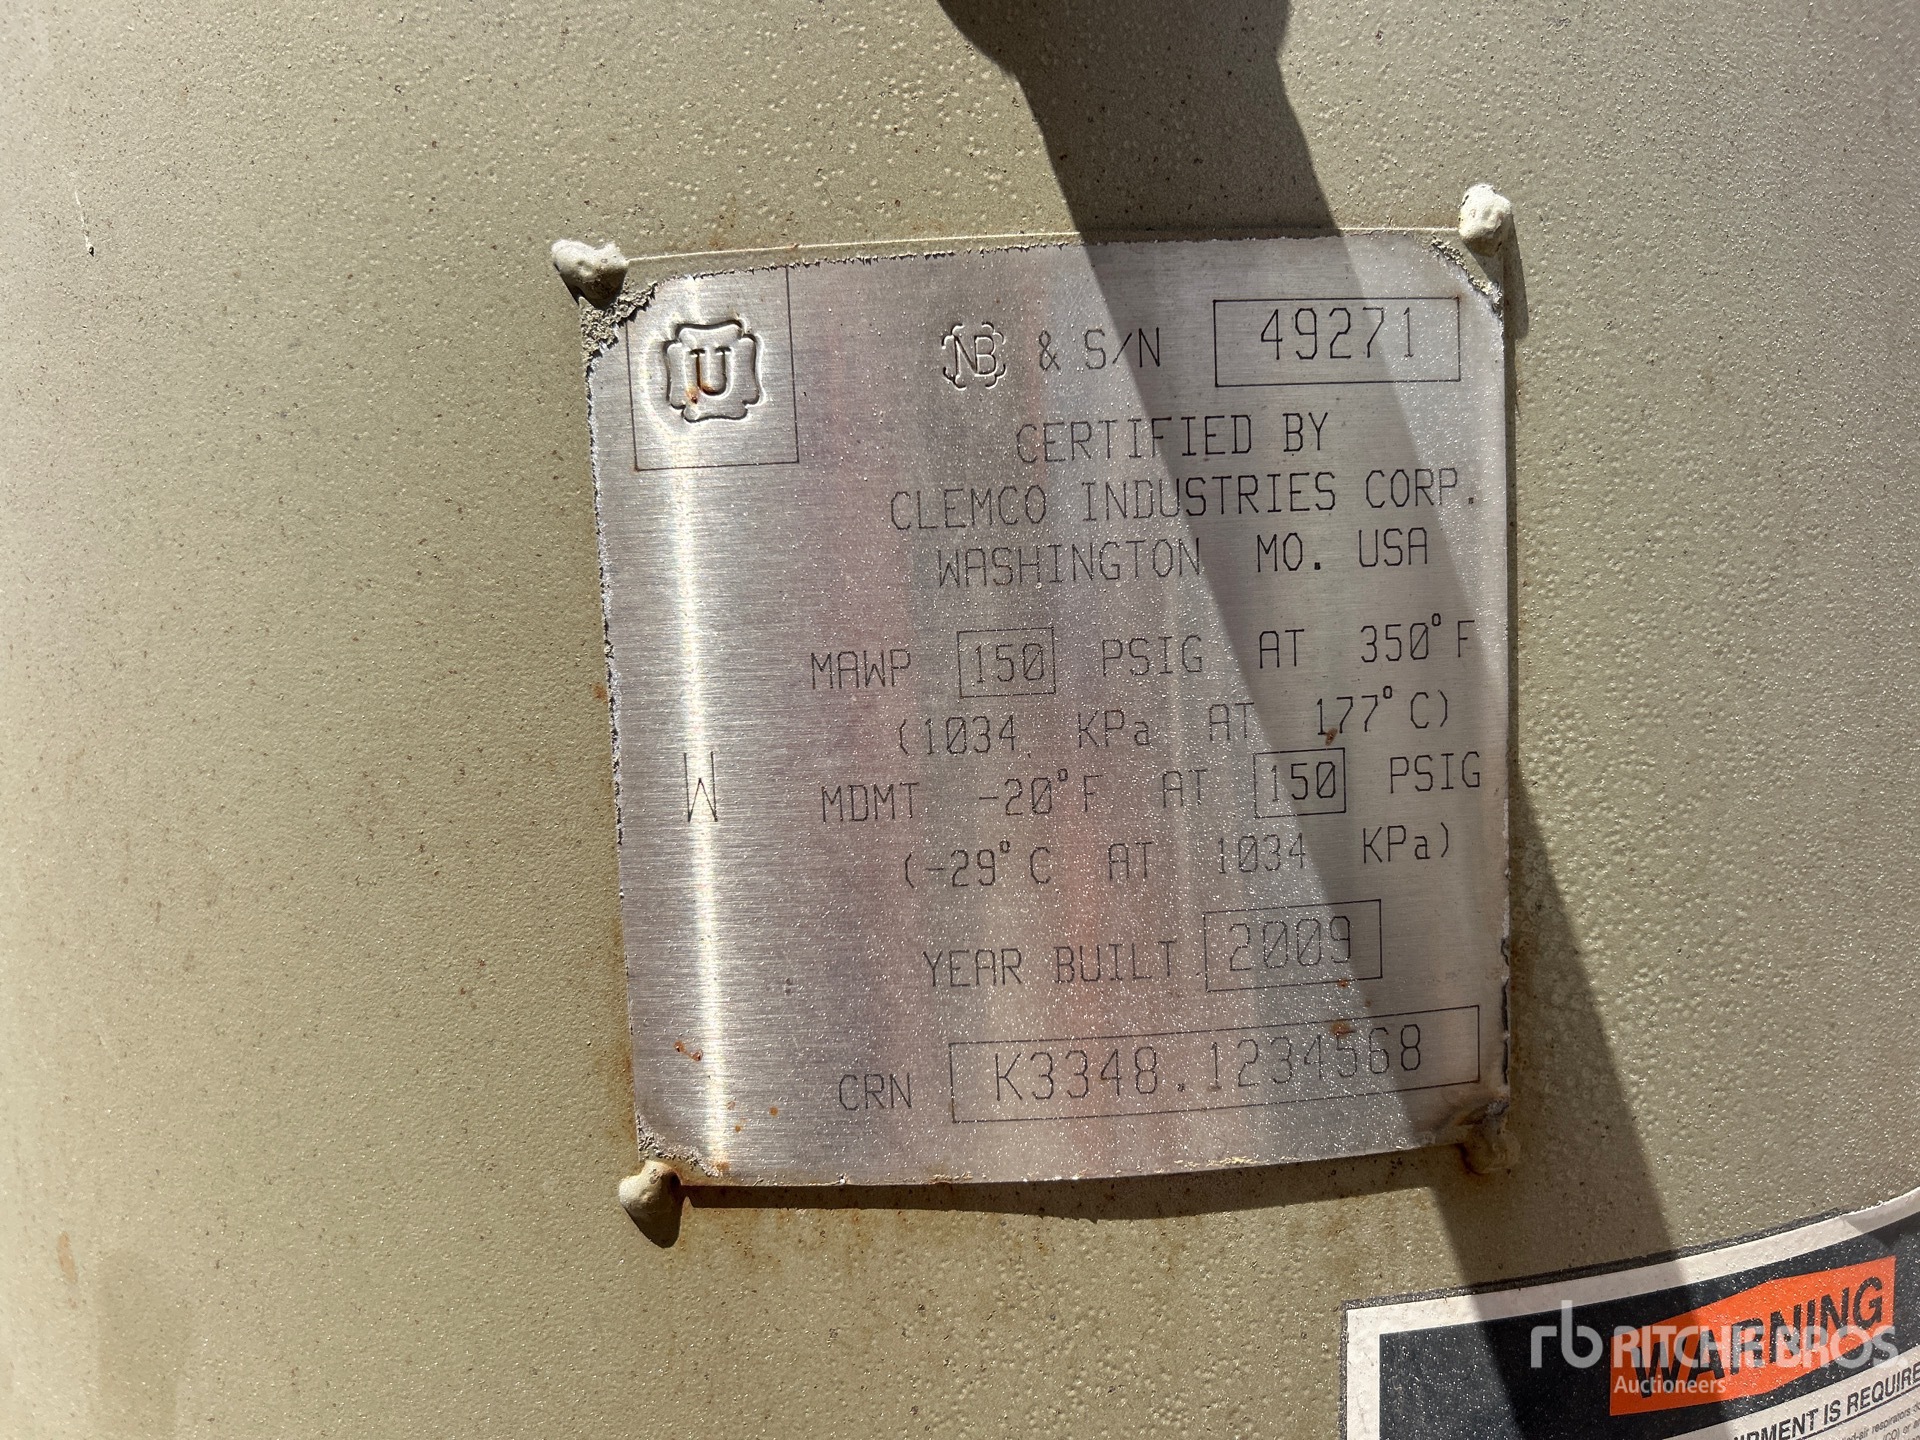 U
NB & S/N 49271
CERTIFIED BY
CLEMCO INDUSTRIES CORP.
WASHINGTON MO. USA
MAWP 150 PSIG AT 350°F
(1034 KPa AT 177°C)
W
MDMT -20°F AT 150 PSIG
(-29°C AT 1034 KPa)
YEAR BUILT 2009
CRN K3348.1234568
WARNING
rb RITCHIE BROS.
Auctioneers
IS REQUIRE